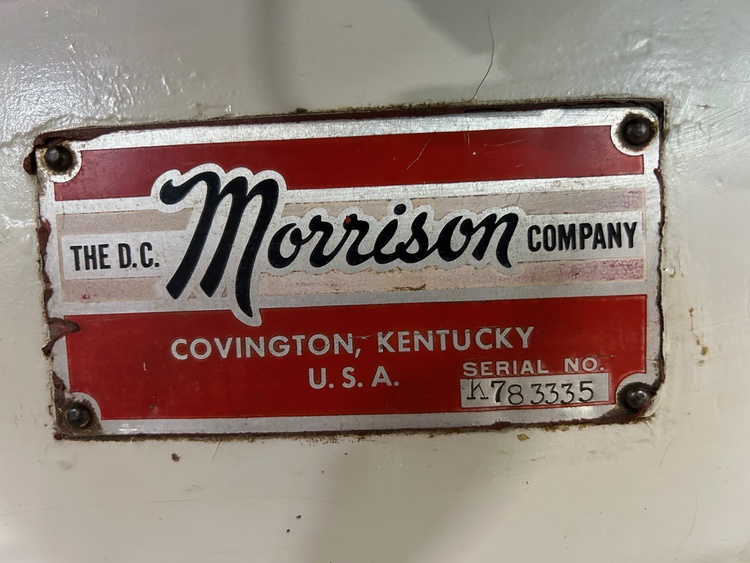 THE D.C. Morrison COMPANY
COVINGTON, KENTUCKY
U. S. A.
SERIAL NO.
K783335